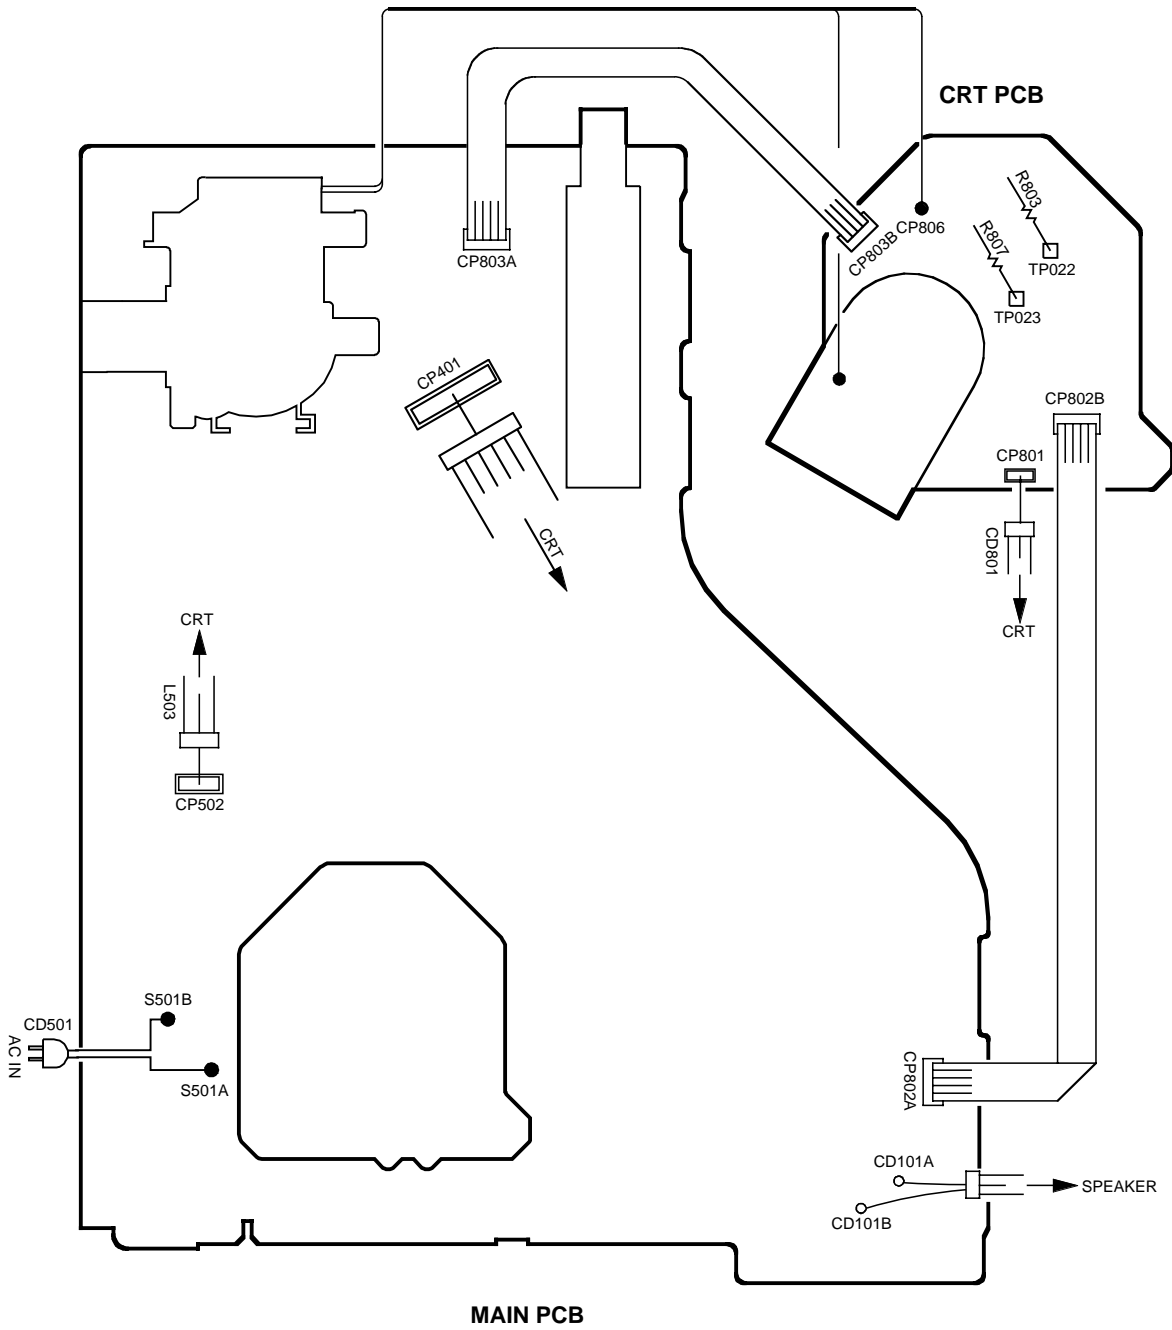 CRT PCB
R803
CP806
R807
CP803B
CP803A
TP022
TP023
CP401
CP802B
CP801
CRT
CD801
CRT
CRT
L503
CP502
S501B
CD501
AC IN
S501A
CP802A
CD101A
SPEAKER
CD101B
MAIN PCB